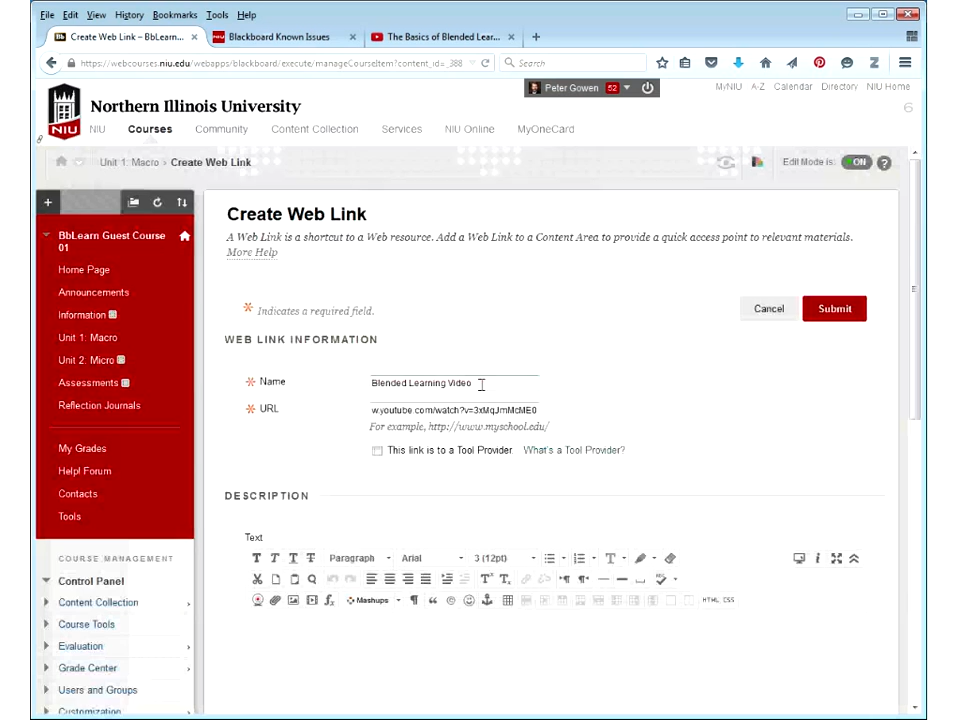 File Edit View History Bookmarks Tools Help
Create Web Link – BbLearn... × Blackboard Known Issues × The Basics of Blended Lear... × +
https://webcourses.niu.edu/webapps/blackboard/execute/manageCourseItem?content_id=_388 Search
Peter Gowen 52
MyNIU A-Z Calendar Directory NIU Home
Northern Illinois University
6
NIU
NIU Courses Community Content Collection Services NIU Online MyOneCard
Unit 1: Macro > Create Web Link
Edit Mode is: ON ?
BbLearn Guest Course 01
Home Page
Announcements
Information
Unit 1: Macro
Unit 2: Micro
Assessments
Reflection Journals
My Grades
Help! Forum
Contacts
Tools
COURSE MANAGEMENT
Control Panel
Content Collection
Course Tools
Evaluation
Grade Center
Users and Groups
Customization
Create Web Link
A Web Link is a shortcut to a Web resource. Add a Web Link to a Content Area to provide a quick access point to relevant materials.
More Help
Indicates a required field.
Cancel Submit
WEB LINK INFORMATION
Name Blended Learning Video
URL w.youtube.com/watch?v=3xMqJmMcME0
For example, http://www.myschool.edu/
This link is to a Tool Provider. What's a Tool Provider?
DESCRIPTION
Text
T T T T Paragraph Arial 3 (12pt) T
Mashups HTML CSS